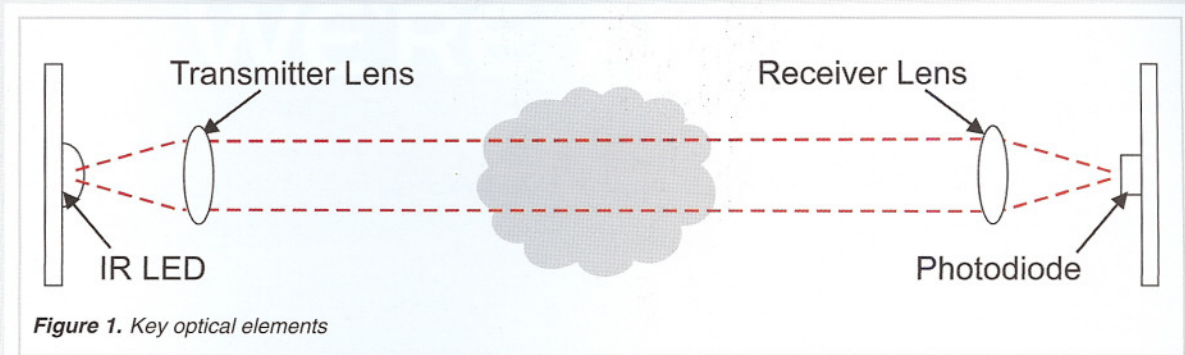 Transmitter Lens
Receiver Lens
IR LED
Photodiode
Figure 1. Key optical elements